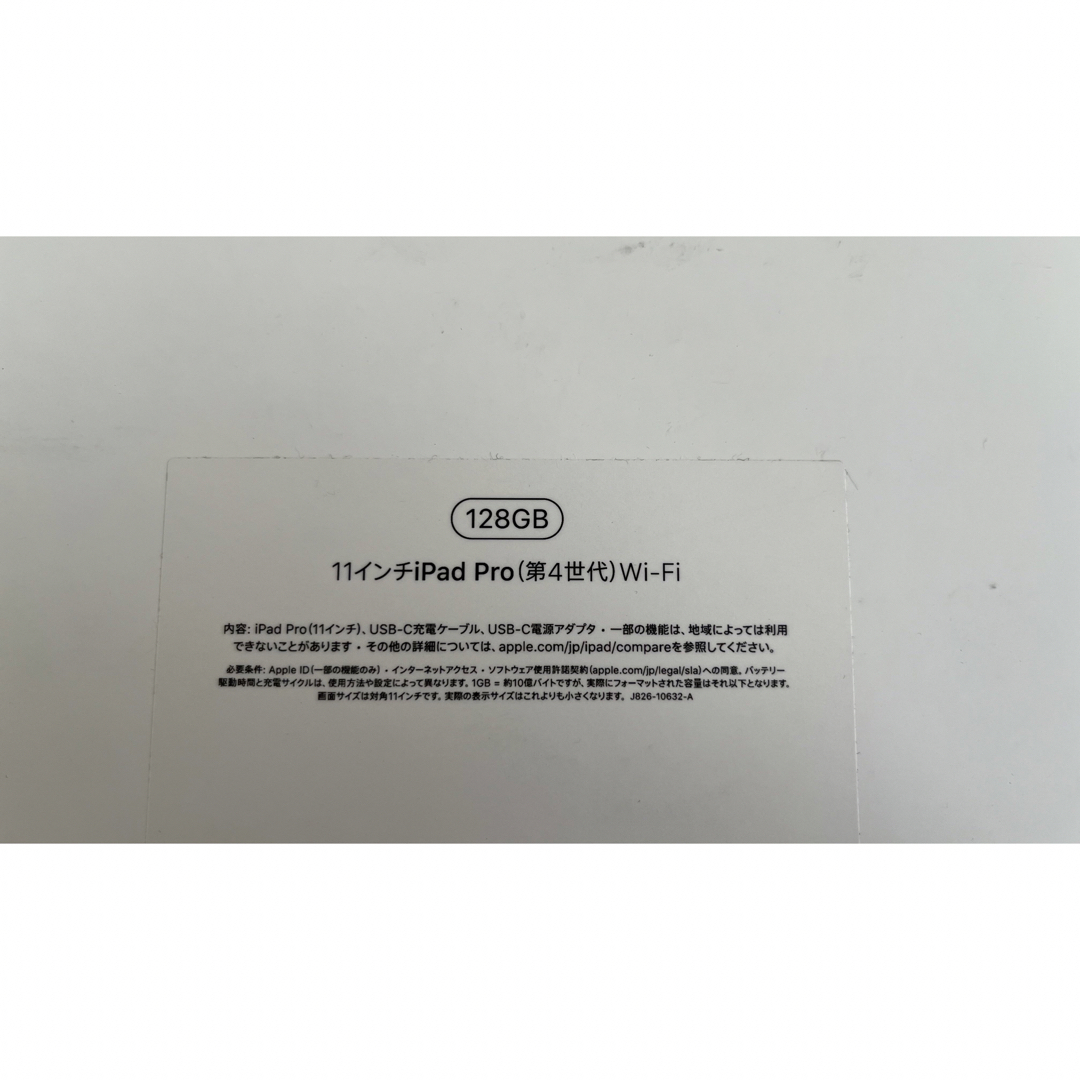 128GB
11インチiPad Pro(第4世代)Wi-Fi
内容: iPad Pro(11インチ)、USB-C充電ケーブル、USB-C電源アダプタ・一部の機能は、地域によっては利用
できないことがあります・その他の詳細については、apple.com/jp/ipad/compareを参照してください。
必要条件: Apple ID(一部の機能のみ)・インターネットアクセス・ソフトウェア使用許諾契約(apple.com/jp/legal/sla)への同意。バッテリー
駆動時間と充電サイクルは、使用方法や設定によって異なります。1GB = 約10億バイトですが、実際にフォーマットされた容量はそれ以下となります。
画面サイズは対角11インチです。実際の表示サイズはこれよりも小さくなります。J826-10632-A